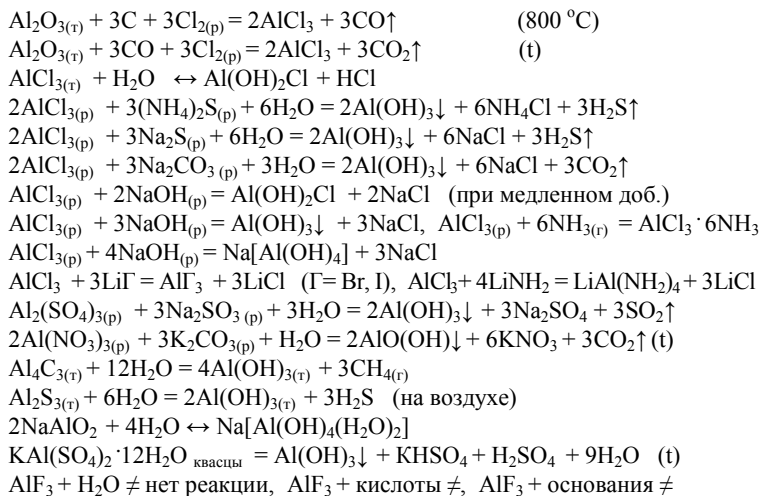 Al₂O₃₍т₎ + 3C + 3Cl₂₍р₎ = 2AlCl₃ + 3CO↑ (800 °C)
Al₂O₃₍т₎ + 3CO + 3Cl₂₍р₎ = 2AlCl₃ + 3CO₂↑ (t)
AlCl₃₍т₎ + H₂O ↔ Al(OH)₂Cl + HCl
2AlCl₃₍р₎ + 3(NH₄)₂S₍р₎ + 6H₂O = 2Al(OH)₃↓ + 6NH₄Cl + 3H₂S↑
2AlCl₃₍р₎ + 3Na₂S₍р₎ + 6H₂O = 2Al(OH)₃↓ + 6NaCl + 3H₂S↑
2AlCl₃₍р₎ + 3Na₂CO₃ ₍р₎ + 3H₂O = 2Al(OH)₃↓ + 6NaCl + 3CO₂↑
AlCl₃₍р₎ + 2NaOH₍р₎ = Al(OH)₂Cl + 2NaCl (при медленном доб.)
AlCl₃₍р₎ + 3NaOH₍р₎ = Al(OH)₃↓ + 3NaCl, AlCl₃₍р₎ + 6NH₃₍г₎ = AlCl₃·6NH₃
AlCl₃₍р₎ + 4NaOH₍р₎ = Na[Al(OH)₄] + 3NaCl
AlCl₃ + 3LiГ = AlГ₃ + 3LiCl (Г= Br, I), AlCl₃+ 4LiNH₂ = LiAl(NH₂)₄ + 3LiCl
Al₂(SO₄)₃₍р₎ + 3Na₂SO₃ ₍р₎ + 3H₂O = 2Al(OH)₃↓ + 3Na₂SO₄ + 3SO₂↑
2Al(NO₃)₃₍р₎ + 3K₂CO₃₍р₎ + H₂O = 2AlO(OH)↓ + 6KNO₃ + 3CO₂↑ (t)
Al₄C₃₍т₎ + 12H₂O = 4Al(OH)₃₍т₎ + 3CH₄₍г₎
Al₂S₃₍т₎ + 6H₂O = 2Al(OH)₃₍т₎ + 3H₂S (на воздухе)
2NaAlO₂ + 4H₂O ↔ Na[Al(OH)₄(H₂O)₂]
KAl(SO₄)₂·12H₂O квасцы = Al(OH)₃↓ + KHSO₄ + H₂SO₄ + 9H₂O (t)
AlF₃ + H₂O ≠ нет реакции, AlF₃ + кислоты ≠, AlF₃ + основания ≠